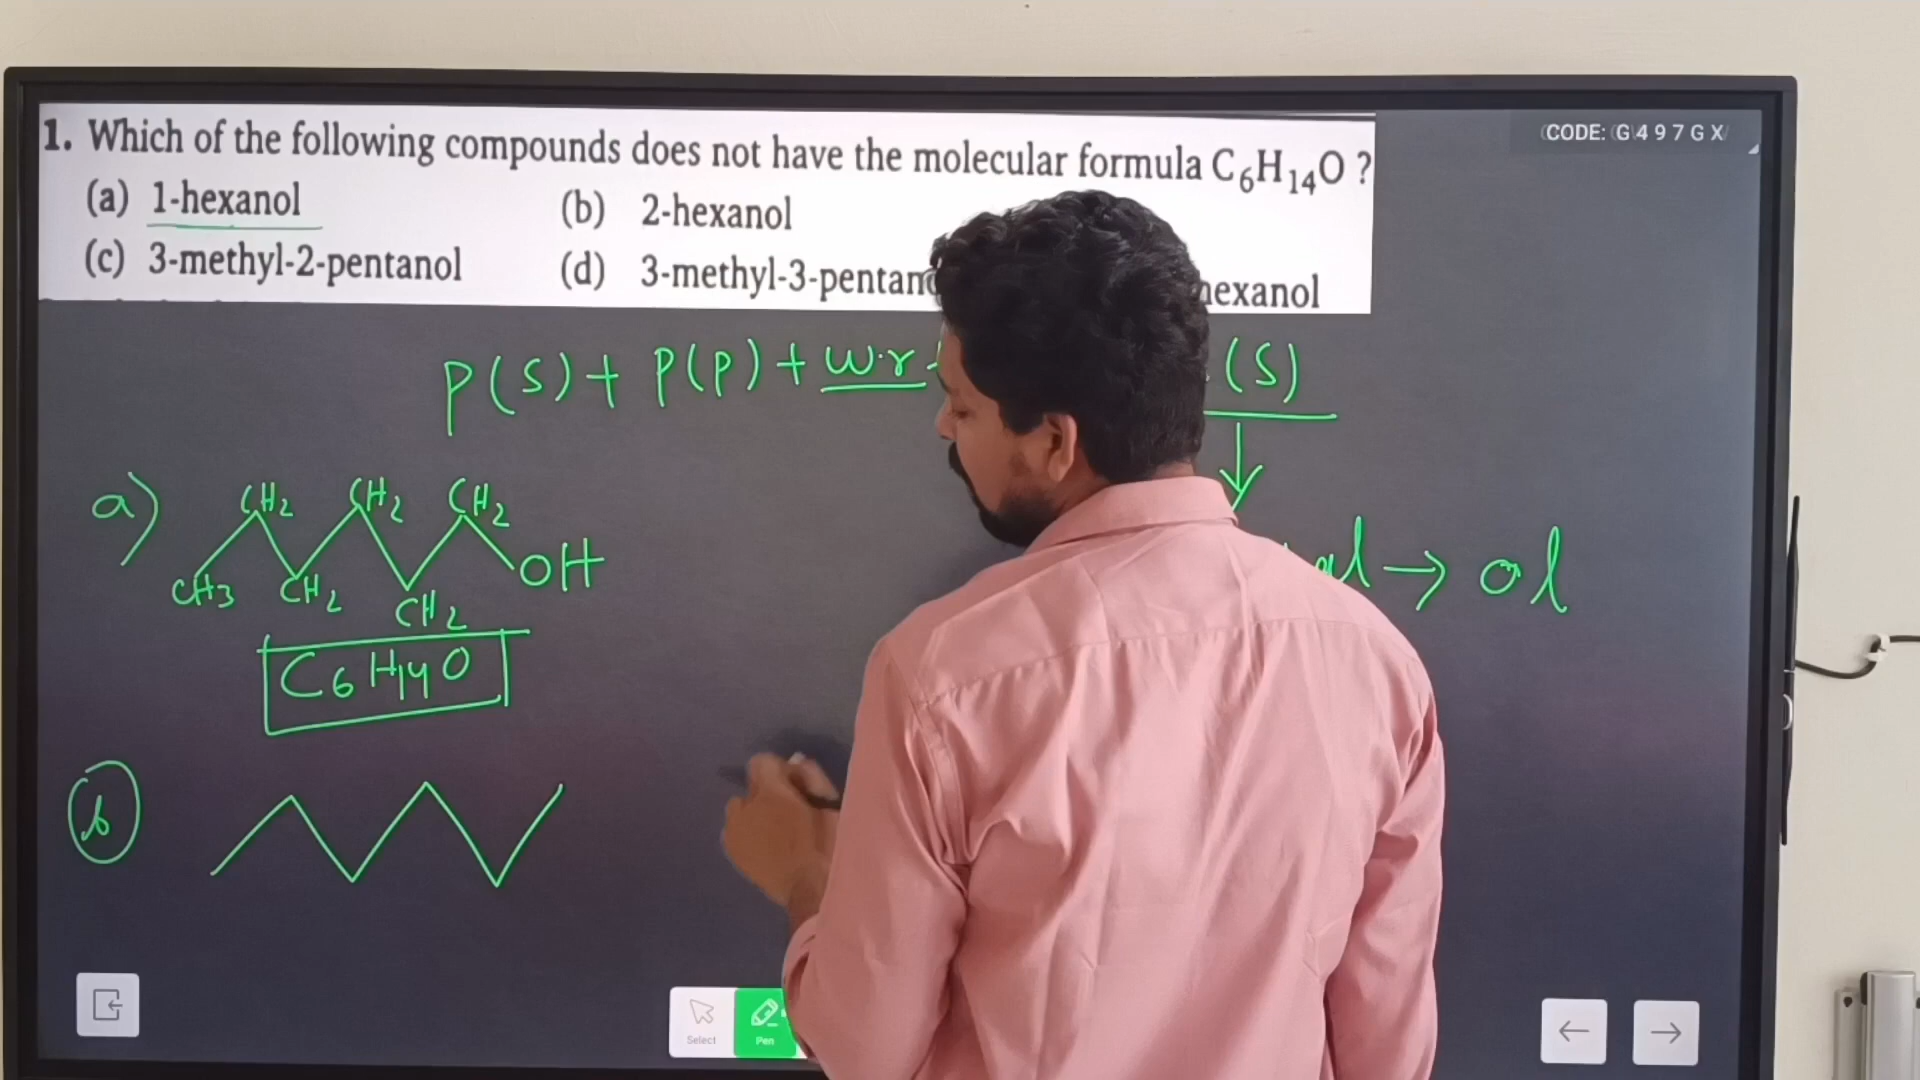 CODE: G497GX
1. Which of the following compounds does not have the molecular formula C₆H₁₄O ?
(a) 1-hexanol (b) 2-hexanol
(c) 3-methyl-2-pentanol (d) 3-methyl-3-pentan hexanol
P(S) + P(p) + w.r (S)
a) CH₂ CH₂ CH₂
CH₃ CH₂ CH₂ OH
al → ol
C₆H₁₄O
b
Select Pen